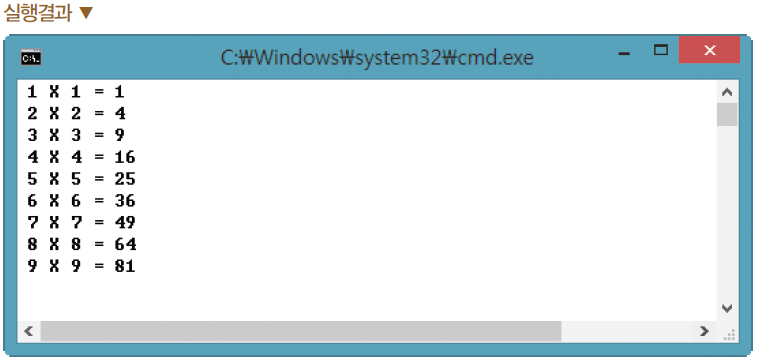 실행결과 ▼
C:\Windows\system32\cmd.exe
1 X 1 = 1
2 X 2 = 4
3 X 3 = 9
4 X 4 = 16
5 X 5 = 25
6 X 6 = 36
7 X 7 = 49
8 X 8 = 64
9 X 9 = 81